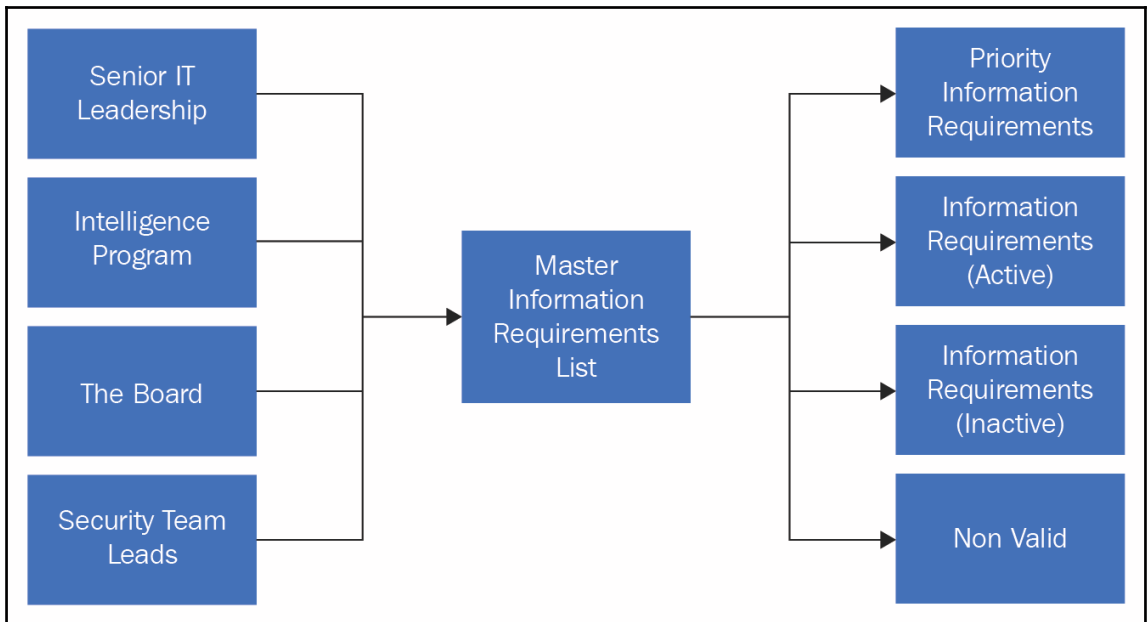 Senior IT
Leadership
Intelligence
Program
The Board
Security Team
Leads
Master
Information
Requirements
List
Priority
Information
Requirements
Information
Requirements
(Active)
Information
Requirements
(Inactive)
Non Valid